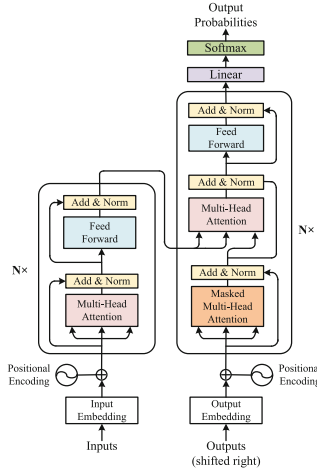 Output
Probabilities
Softmax
Linear
Add & Norm
Feed
Forward
Add & Norm
Multi-Head
Attention
N×
Add & Norm
Masked
Multi-Head
Attention
Add & Norm
Feed
Forward
N×
Add & Norm
Multi-Head
Attention
Positional
Encoding
Positional
Encoding
Input
Embedding
Output
Embedding
Inputs
Outputs
(shifted right)